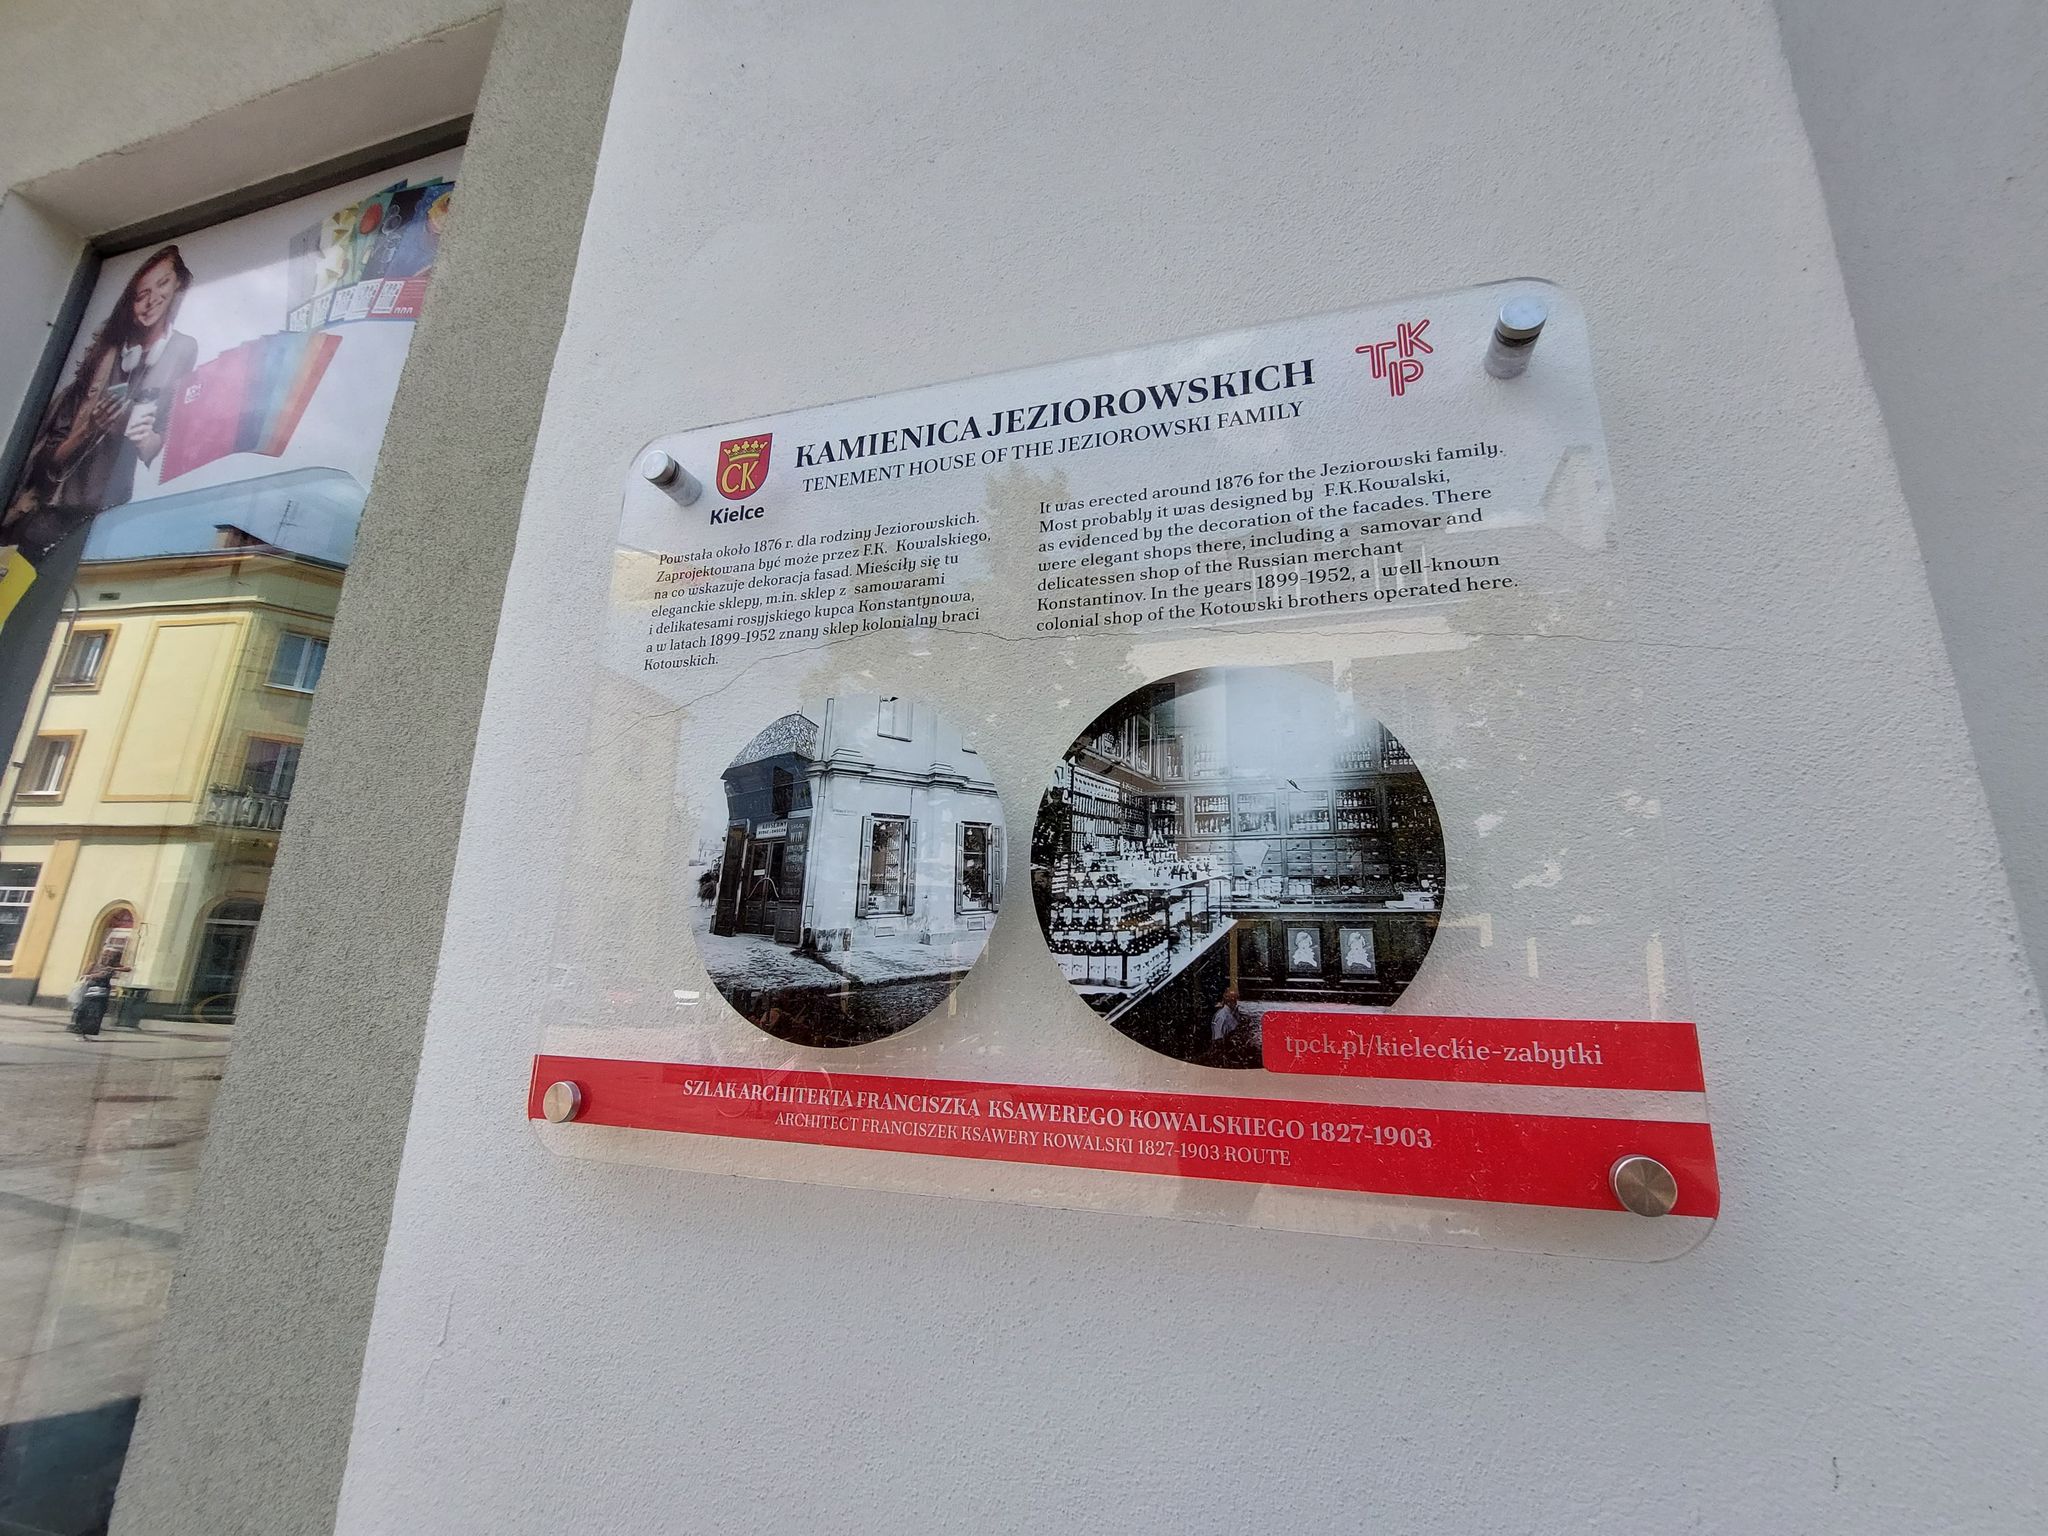 KAMIENICA JEZIOROWSKICH
TENEMENT HOUSE OF THE JEZIOROWSKI FAMILY
TKP
CK
Kielce
Powstała około 1876 r. dla rodziny Jeziorowskich.
Zaprojektowana być może przez F.K. Kowalskiego,
na co wskazuje dekoracja fasad. Mieściły się tu
eleganckie sklepy, m.in. sklep z samowarami
i delikatesami rosyjskiego kupca Konstantynowa,
a w latach 1899-1952 znany sklep kolonialny braci
Kotowskich.
It was erected around 1876 for the Jeziorowski family.
Most probably it was designed by F.K.Kowalski,
as evidenced by the decoration of the facades. There
were elegant shops there, including a samovar and
delicatessen shop of the Russian merchant
Konstantinov. In the years 1899-1952, a well-known
colonial shop of the Kotowski brothers operated here.
tpck.pl/kieleckie-zabytki
SZLAK ARCHITEKTA FRANCISZKA KSAWEREGO KOWALSKIEGO 1827-1903
ARCHITECT FRANCISZEK KSAWERY KOWALSKI 1827-1903 ROUTE